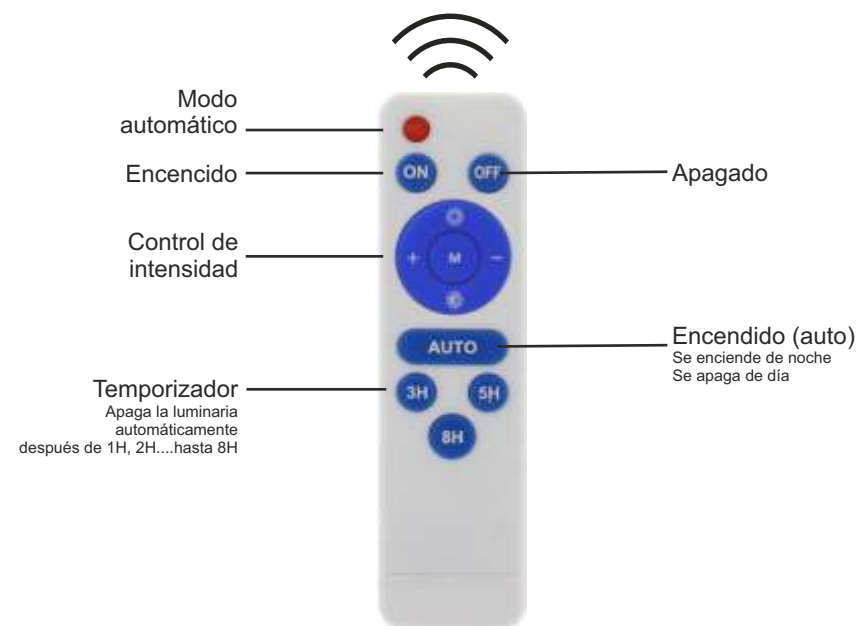 Modo
automático
Encencido
ON
OFF
Apagado
Control de
intensidad
+
M
-
AUTO
Encendido (auto)
Se enciende de noche
Se apaga de día
Temporizador
Apaga la luminaria
automáticamente
después de 1H, 2H....hasta 8H
3H
5H
8H